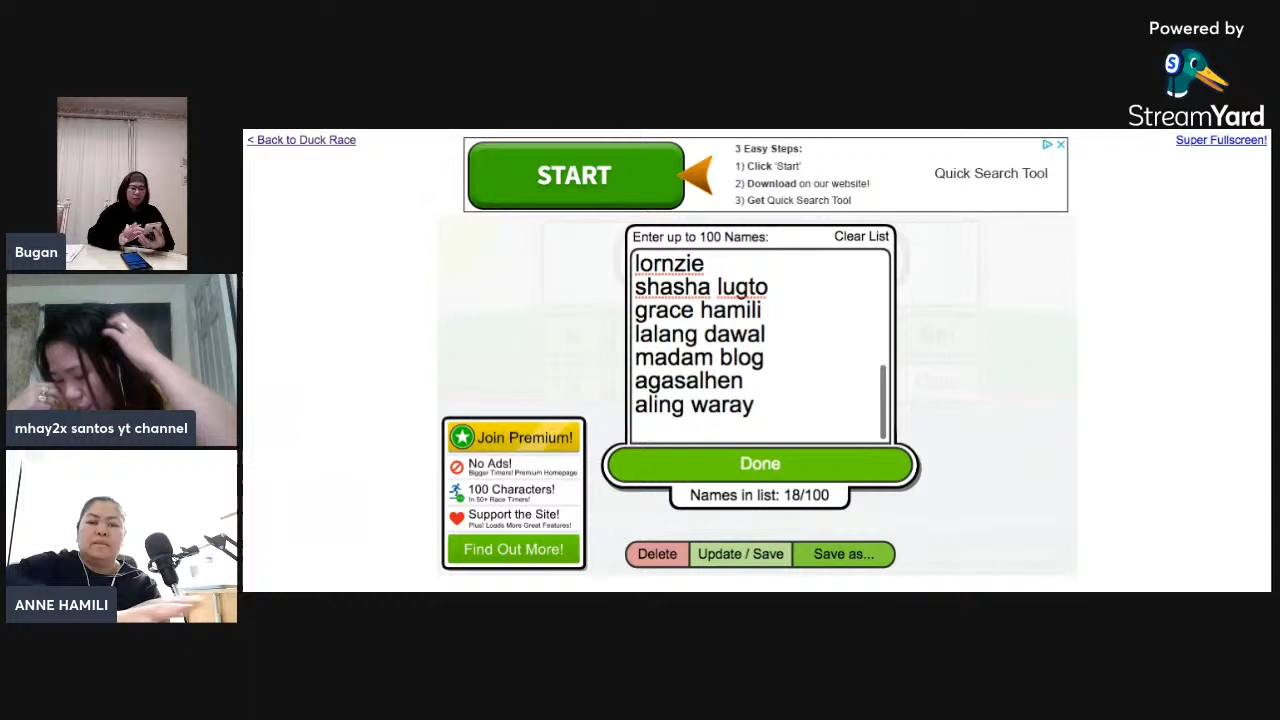 Powered by
S
StreamYard
< Back to Duck Race
Super Fullscreen!
START
3 Easy Steps:
1) Click 'Start'
2) Download on our website!
3) Get Quick Search Tool
Quick Search Tool
Bugan
mhay2x santos yt channel
ANNE HAMILI
Enter up to 100 Names:
Clear List
lornzie
shasha lugto
grace hamili
lalang dawal
madam blog
agasalhen
aling waray
Done
Names in list: 18/100
Join Premium!
No Ads!
Bigger Timers! Premium Homepage
100 Characters!
In 50+ Race Timers!
Support the Site!
Plus! Loads More Great Features!
Find Out More!
Delete
Update / Save
Save as...